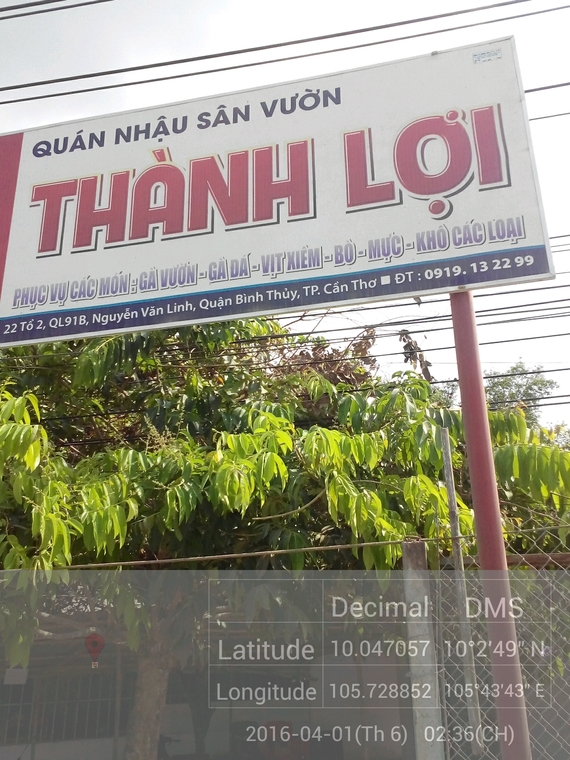 QUÁN NHẬU SÂN VƯỜN
THÀNH LỢI
PHỤC VỤ CÁC MÓN : GÀ VƯỜN - GÀ ĐÁ - VỊT XIÊM - BÒ - MỰC - KHÔ CÁC LOẠI
22 Tổ 2, QL91B, Nguyễn Văn Linh, Quận Bình Thủy, TP. Cần Thơ ■ ĐT : 0919. 13 22 99
Decimal DMS
Latitude 10.047057 10°2'49" N
Longitude 105.728852 105°43'43" E
2016-04-01(Th 6) 02:36(CH)